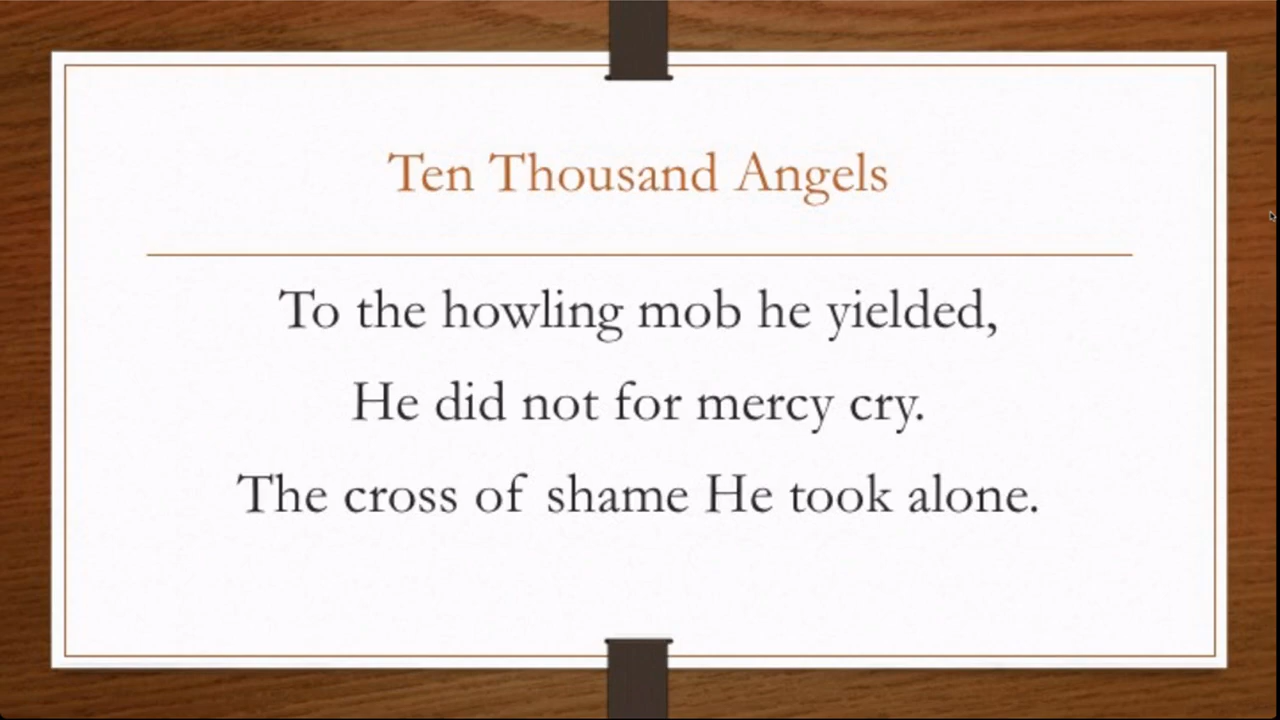 Ten Thousand Angels
To the howling mob he yielded,
He did not for mercy cry.
The cross of shame He took alone.